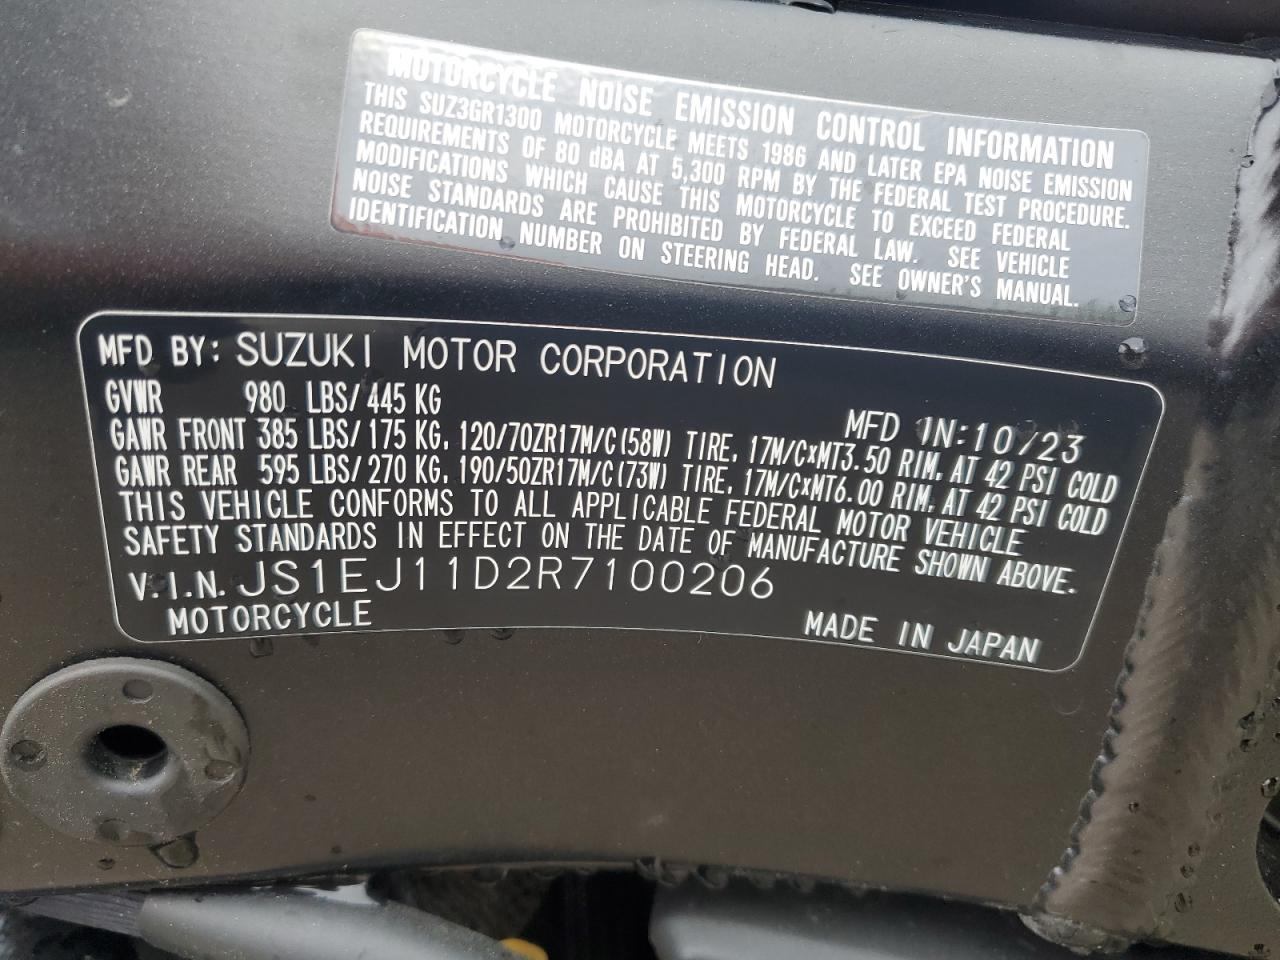 MOTORCYCLE NOISE EMISSION CONTROL INFORMATION
THIS SUZ3GR1300 MOTORCYCLE MEETS 1986 AND LATER EPA NOISE EMISSION
REQUIREMENTS OF 80 dBA AT 5,300 RPM BY THE FEDERAL TEST PROCEDURE.
MODIFICATIONS WHICH CAUSE THIS MOTORCYCLE TO EXCEED FEDERAL
NOISE STANDARDS ARE PROHIBITED BY FEDERAL LAW. SEE VEHICLE
IDENTIFICATION NUMBER ON STEERING HEAD. SEE OWNER'S MANUAL.
MFD BY: SUZUKI MOTOR CORPORATION
MFD IN: 10/23
GVWR 980 LBS/ 445 KG
GAWR FRONT 385 LBS/ 175 KG, 120/70ZR17M/C(58W) TIRE, 17M/CxMT3.50 RIM, AT 42 PSI COLD
GAWR REAR 595 LBS/ 270 KG, 190/50ZR17M/C(73W) TIRE, 17M/CxMT6.00 RIM, AT 42 PSI COLD
THIS VEHICLE CONFORMS TO ALL APPLICABLE FEDERAL MOTOR VEHICLE
SAFETY STANDARDS IN EFFECT ON THE DATE OF MANUFACTURE SHOWN ABOVE.
V.I.N. JS1EJ11D2R7100206
MOTORCYCLE MADE IN JAPAN